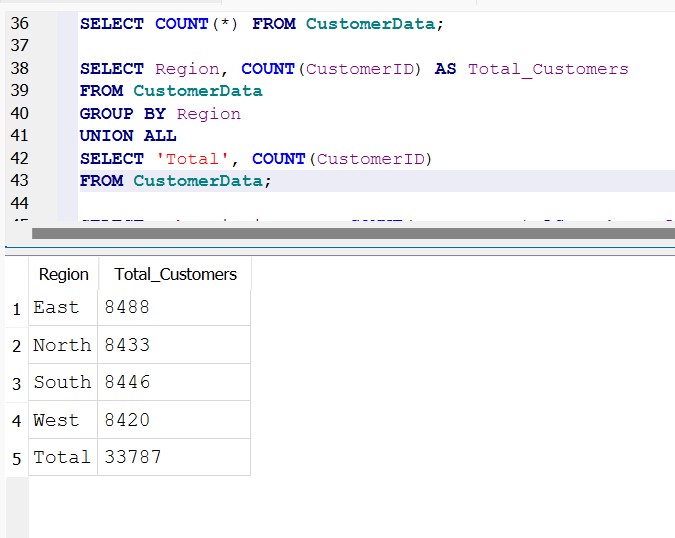 36 SELECT COUNT(*) FROM CustomerData;
37
38 SELECT Region, COUNT(CustomerID) AS Total_Customers
39 FROM CustomerData
40 GROUP BY Region
41 UNION ALL
42 SELECT 'Total', COUNT(CustomerID)
43 FROM CustomerData;
44
Region Total_Customers
1 East 8488
2 North 8433
3 South 8446
4 West 8420
5 Total 33787